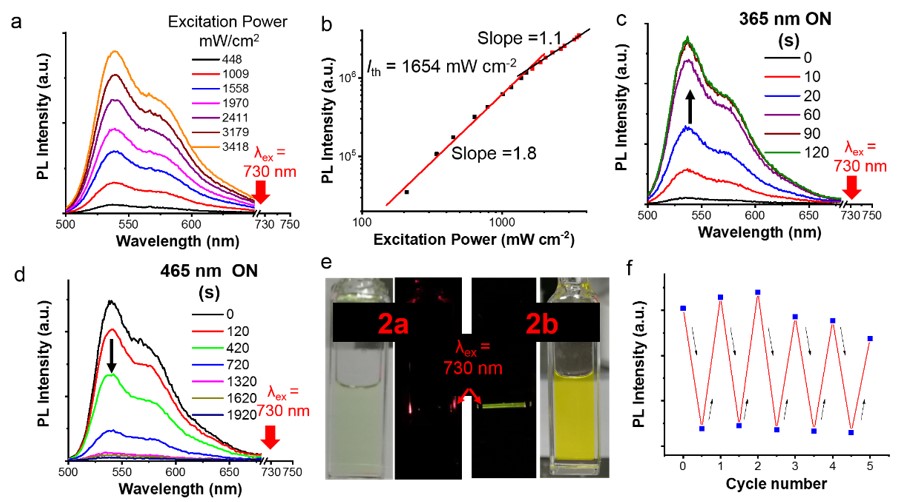 a
Excitation Power
mW/cm²
448
1009
1558
1970
2411
3179
3418
λex =
730 nm
PL Intensity (a.u.)
500 550 600 650 730 750
Wavelength (nm)
b
Slope =1.1
Ith = 1654 mW cm⁻²
Slope =1.8
PL Intensity (a.u.)
10⁶
10⁵
100 1000
Excitation Power (mW cm⁻²)
c
365 nm ON
(s)
0
10
20
60
90
120
λex =
730 nm
PL Intensity (a.u.)
500 550 600 650 730 750
Wavelength (nm)
d
465 nm ON
(s)
0
120
420
720
1320
1620
1920
λex =
730 nm
PL Intensity (a.u.)
500 550 600 650 730 750
Wavelength (nm)
e
2a
2b
λex =
730 nm
f
PL Intensity (a.u.)
0 1 2 3 4 5
Cycle number